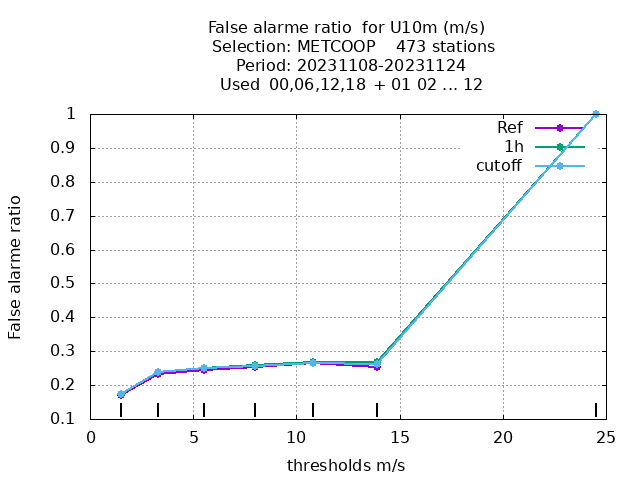 False alarme ratio  for U10m (m/s)
Selection: METCOOP    473 stations
Period: 20231108-20231124
Used  00,06,12,18  + 01 02 ... 12
Ref
1h
cutoff
False alarme ratio
1
0.9
0.8
0.7
0.6
0.5
0.4
0.3
0.2
0.1
0 5 10 15 20 25
thresholds m/s